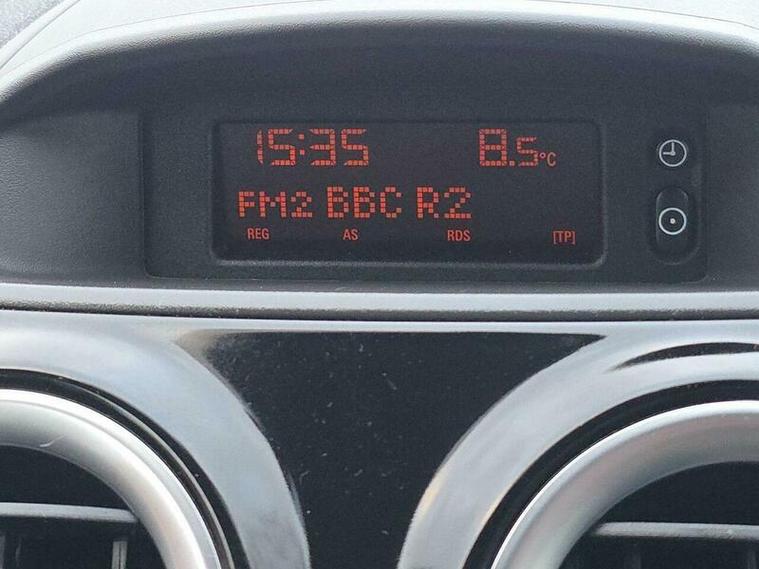 15:35 8.5°C
FM2 BBC R2
REG AS RDS [TP]